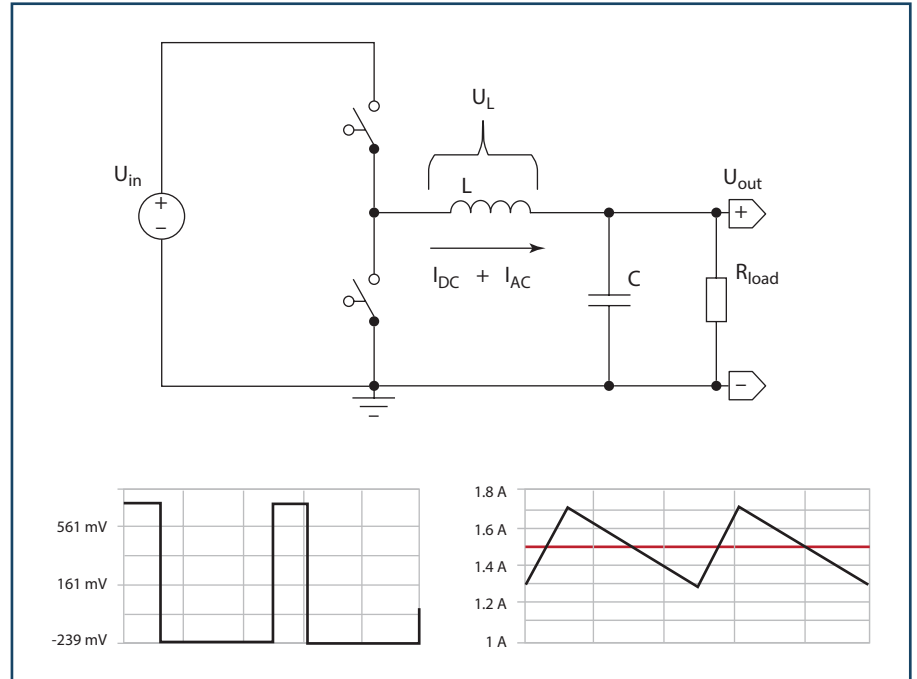 U_L
U_in
L
U_out
+
−
+
I_DC + I_AC
C
R_load
−
561 mV
161 mV
-239 mV
1.8 A
1.6 A
1.4 A
1.2 A
1 A